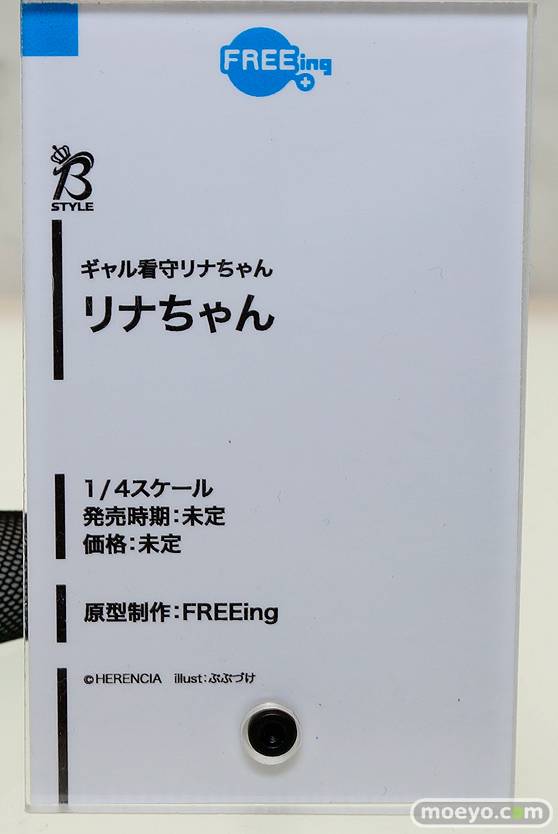 FREEing
B
STYLE
ギャル看守リナちゃん
リナちゃん
1/4スケール
発売時期:未定
価格:未定
原型制作:FREEing
©HERENCIA illust:ぶぶづけ
moeyo.com